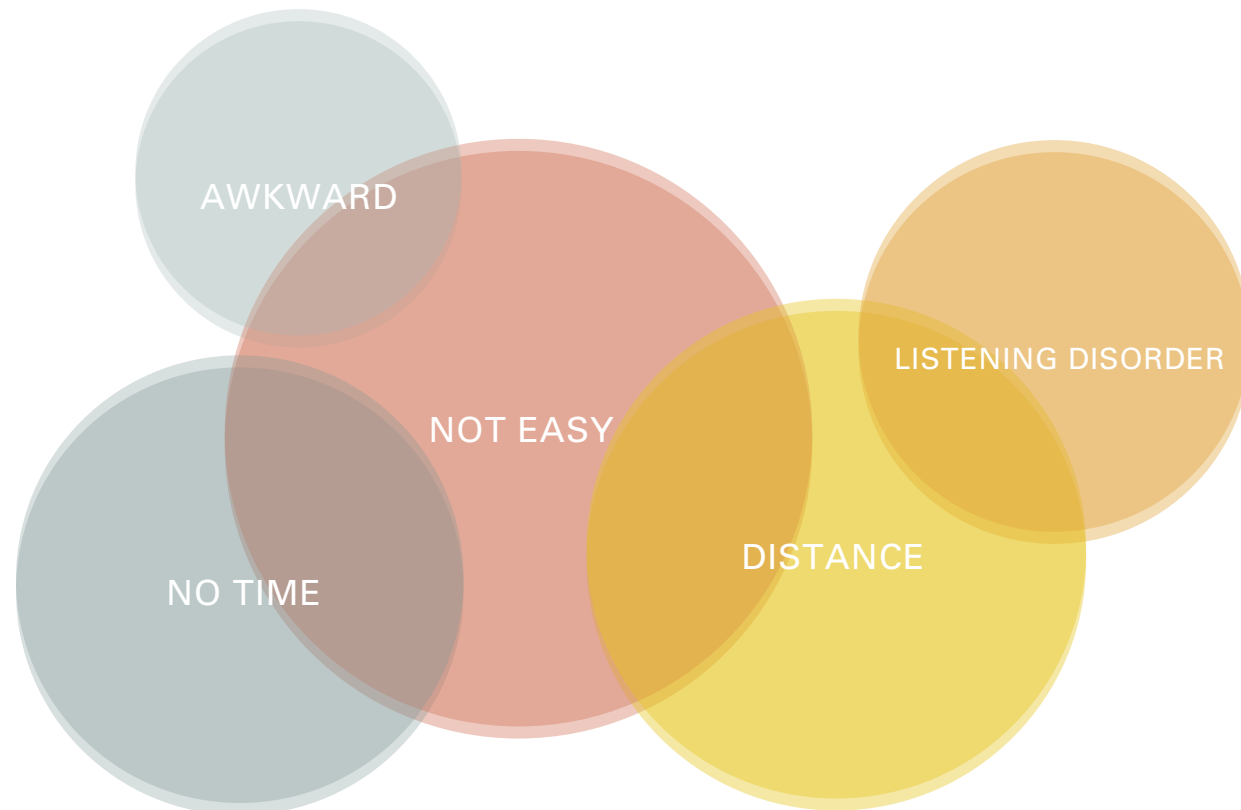 AWKWARD
LISTENING DISORDER
NOT EASY
DISTANCE
NO TIME